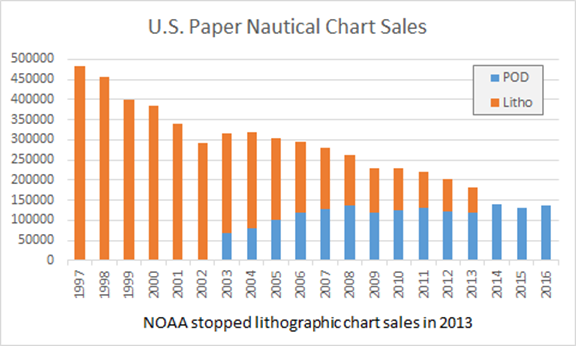 U.S. Paper Nautical Chart Sales
500000
450000
400000
350000
300000
250000
200000
150000
100000
50000
0
POD
Litho
1997 1998 1999 2000 2001 2002 2003 2004 2005 2006 2007 2008 2009 2010 2011 2012 2013 2014 2015 2016
NOAA stopped lithographic chart sales in 2013